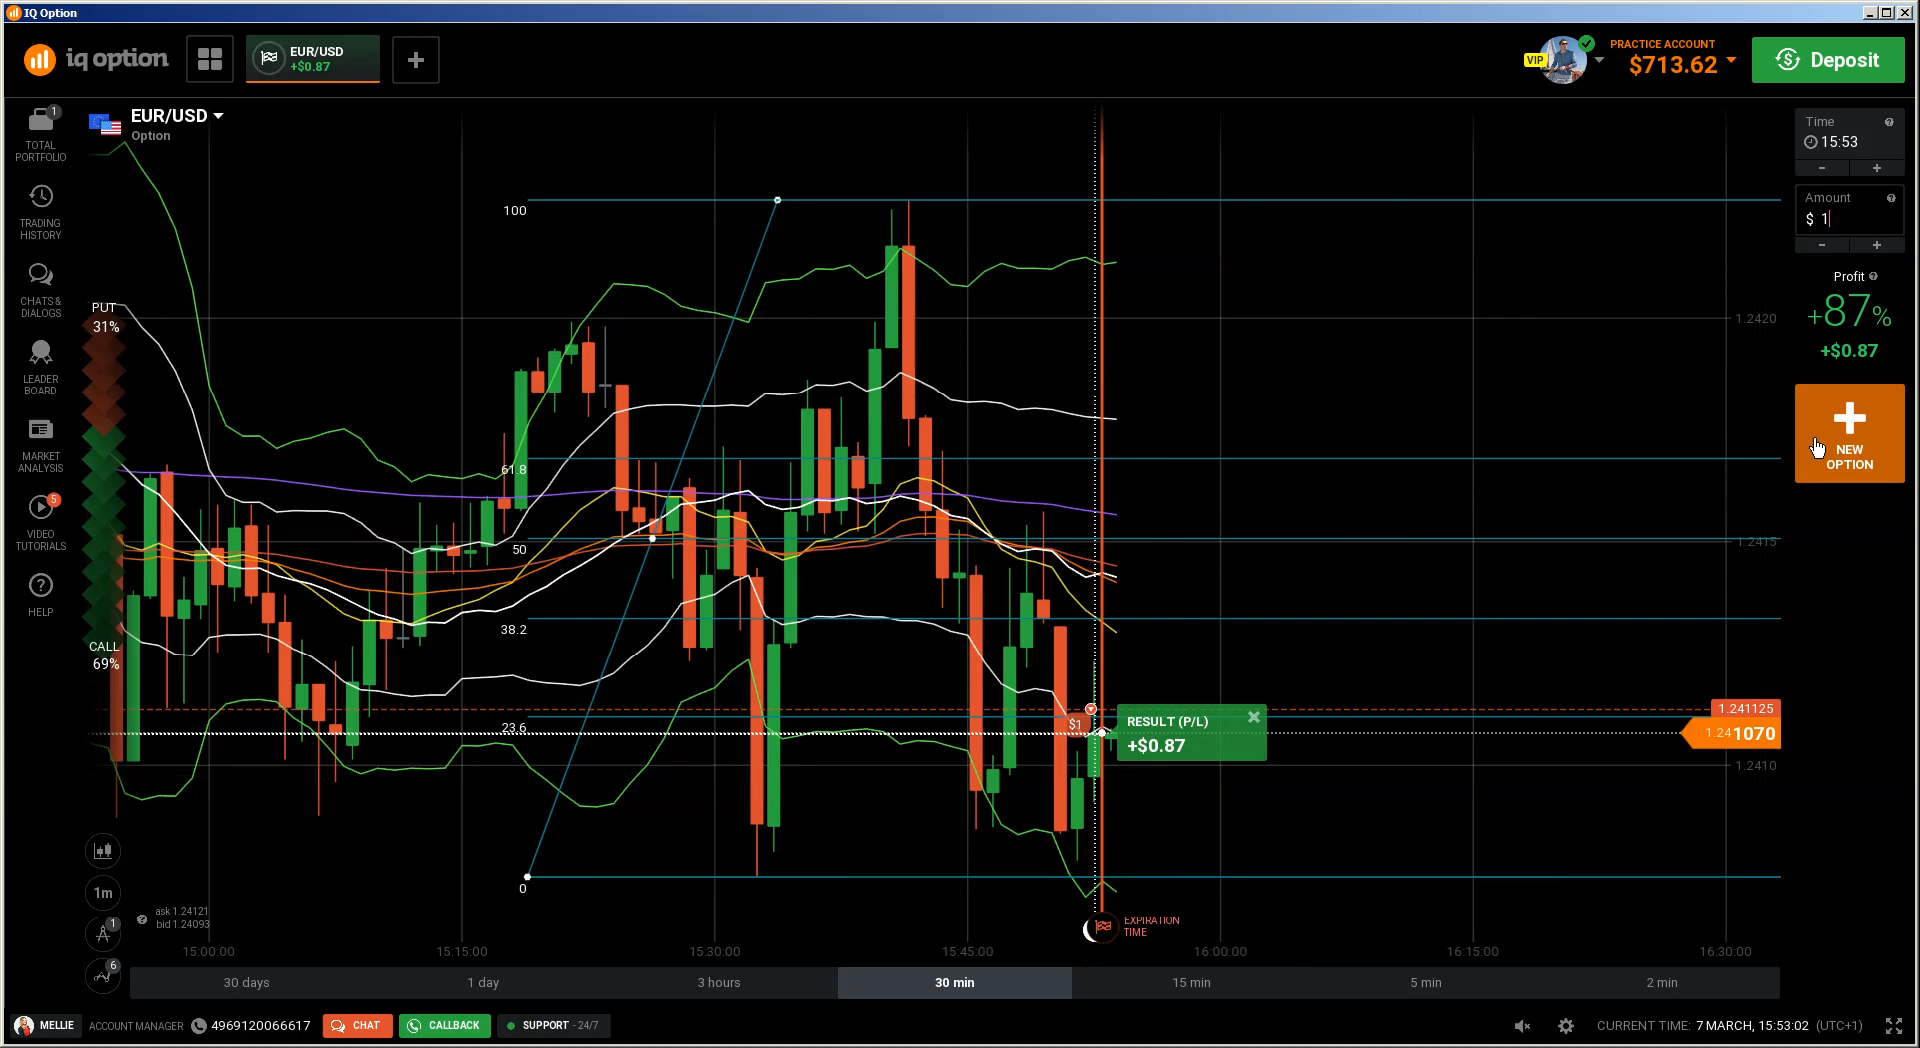 IQ Option
iq option
EUR/USD
+$0.87
VIP
PRACTICE ACCOUNT
$713.62
Deposit
1
TOTAL
PORTFOLIO
TRADING
HISTORY
CHATS &
DIALOGS
LEADER
BOARD
MARKET
ANALYSIS
5
VIDEO
TUTORIALS
HELP
EUR/USD
Option
PUT
31%
CALL
69%
100
61.8
50
38.2
23.6
0
$1
RESULT (P/L)
+$0.87
1.2420
1.2415
1.241125
1.241070
1.2410
Time
15:53
- +
Amount
$ 1
- +
Profit
+87%
+$0.87
NEW
OPTION
1m
1
6
ask 1.24121
bid 1.24093
EXPIRATION
TIME
15:00:00 15:15:00 15:30:00 15:45:00 16:00:00 16:15:00 16:30:00
30 days 1 day 3 hours 30 min 15 min 5 min 2 min
MELLIE ACCOUNT MANAGER 4969120066617 CHAT CALLBACK SUPPORT - 24/7
CURRENT TIME: 7 MARCH, 15:53:02 (UTC+1)